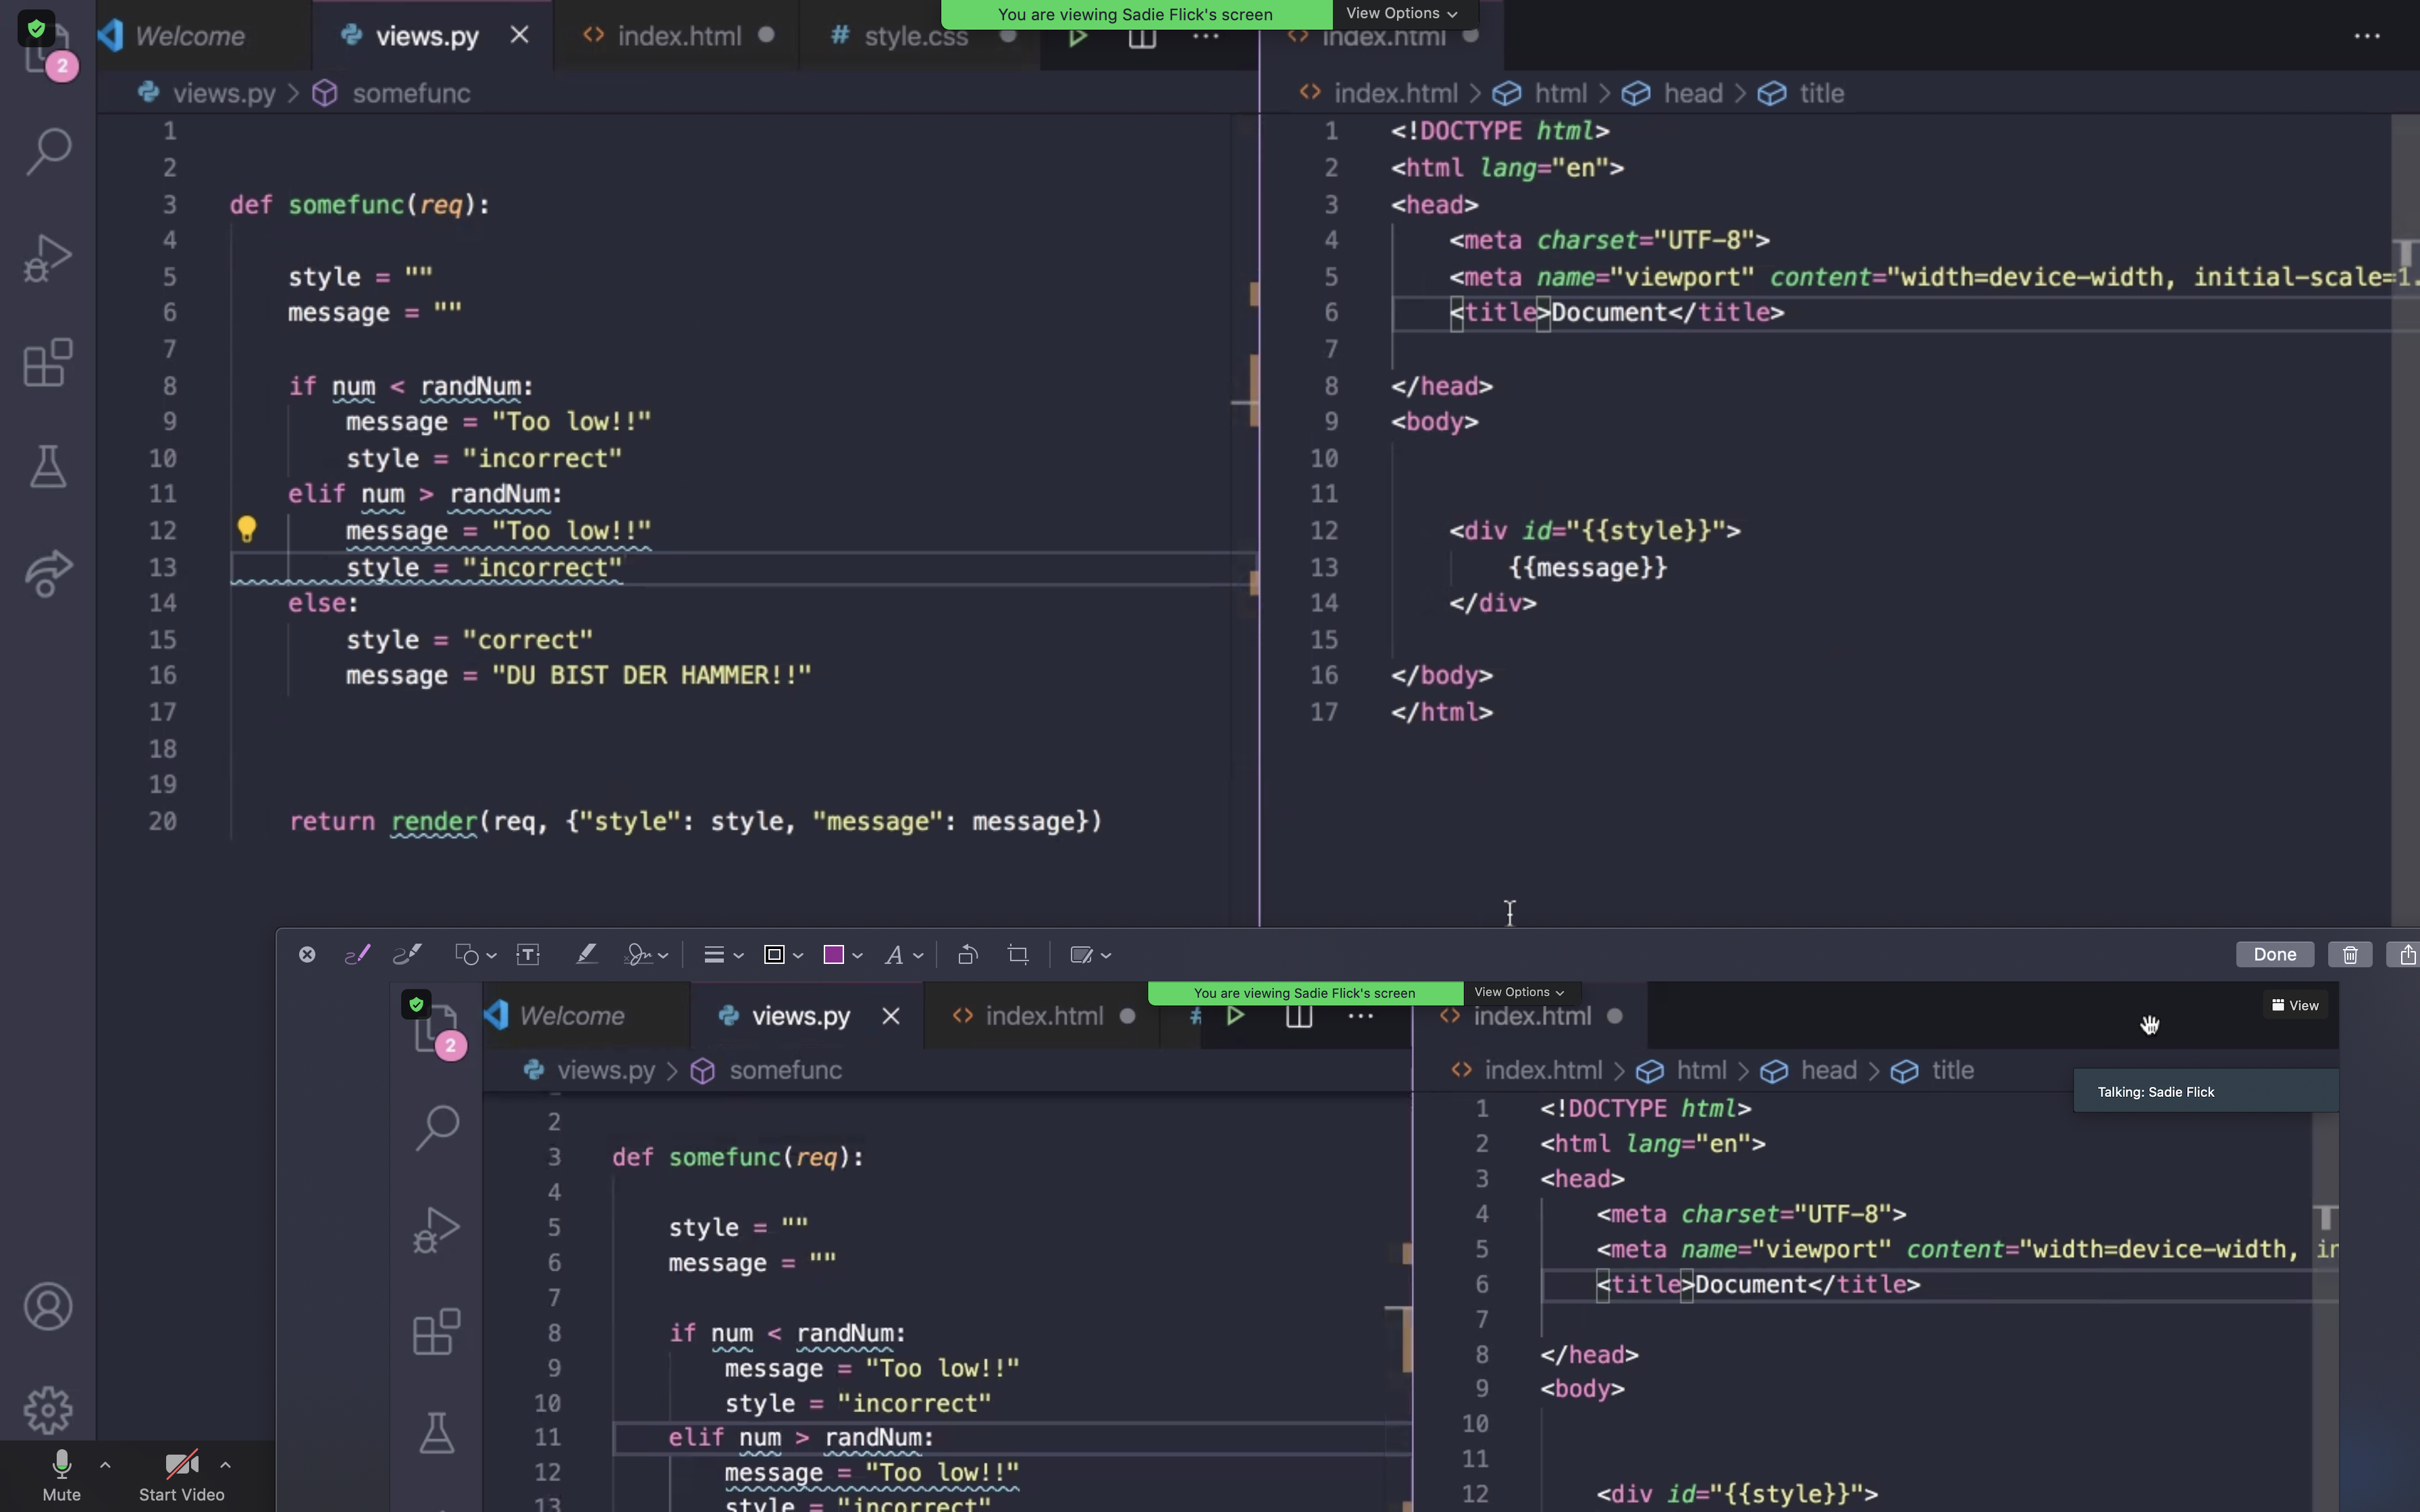 You are viewing Sadie Flick's screen View Options
2 Welcome views.py index.html # style.css index.html
views.py > somefunc
1
2
3 def somefunc(req):
4
5 style = ""
6 message = ""
7
8 if num < randNum:
9 message = "Too low!!"
10 style = "incorrect"
11 elif num > randNum:
12 message = "Too low!!"
13 style = "incorrect"
14 else:
15 style = "correct"
16 message = "DU BIST DER HAMMER!!"
17
18
19
20 return render(req, {"style": style, "message": message})
index.html > html > head > title
1 <!DOCTYPE html>
2 <html lang="en">
3 <head>
4 <meta charset="UTF-8">
5 <meta name="viewport" content="width=device-width, initial-scale=1.
6 <title>Document</title>
7
8 </head>
9 <body>
10
11
12 <div id="{{style}}">
13 {{message}}
14 </div>
15
16 </body>
17 </html>
Done
You are viewing Sadie Flick's screen View Options
2 Welcome views.py index.html # index.html View
views.py > somefunc
2
3 def somefunc(req):
4
5 style = ""
6 message = ""
7
8 if num < randNum:
9 message = "Too low!!"
10 style = "incorrect"
11 elif num > randNum:
12 message = "Too low!!"
13 style = "incorrect"
index.html > html > head > title
Talking: Sadie Flick
1 <!DOCTYPE html>
2 <html lang="en">
3 <head>
4 <meta charset="UTF-8">
5 <meta name="viewport" content="width=device-width, in
6 <title>Document</title>
7
8 </head>
9 <body>
10
11
12 <div id="{{style}}">
Mute Start Video